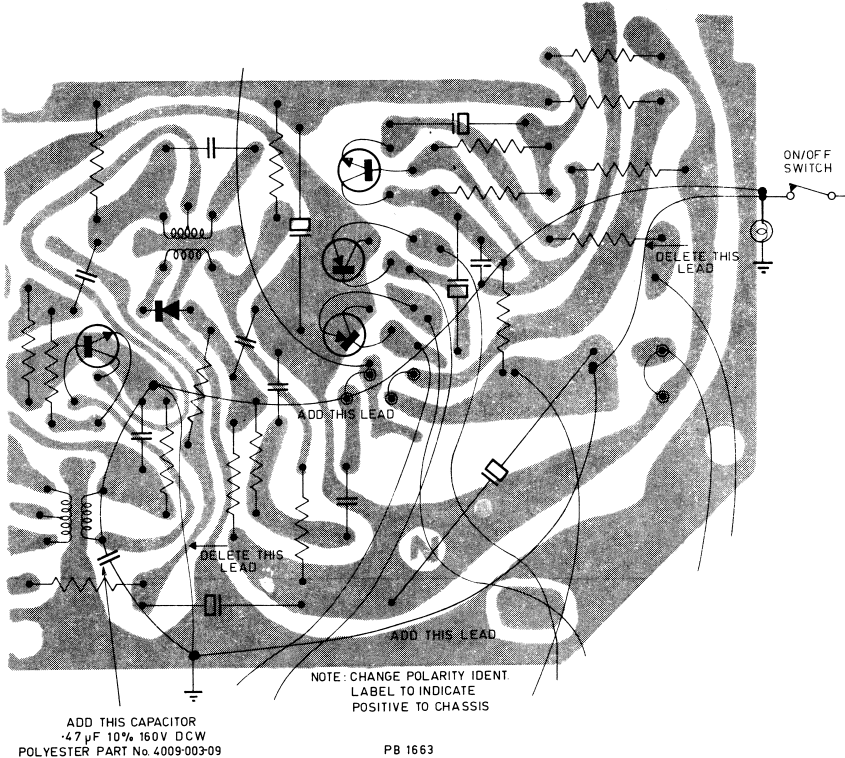 ON/OFF
SWITCH
DELETE THIS
LEAD
ADD THIS LEAD
DELETE THIS
LEAD
N
ADD THIS LEAD
NOTE: CHANGE POLARITY IDENT.
LABEL TO INDICATE
POSITIVE TO CHASSIS
ADD THIS CAPACITOR
·47 µF 10% 160V DCW
POLYESTER PART No. 4009-003-09
PB 1663